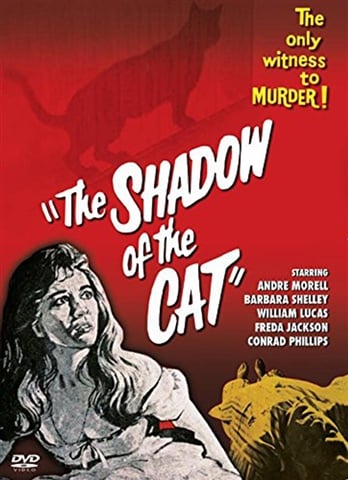 The
only
witness
to
MURDER!
"The SHADOW
of the
CAT"
STARRING
ANDRE MORELL
BARBARA SHELLEY
WILLIAM LUCAS
FREDA JACKSON
CONRAD PHILLIPS
DVD
VIDEO